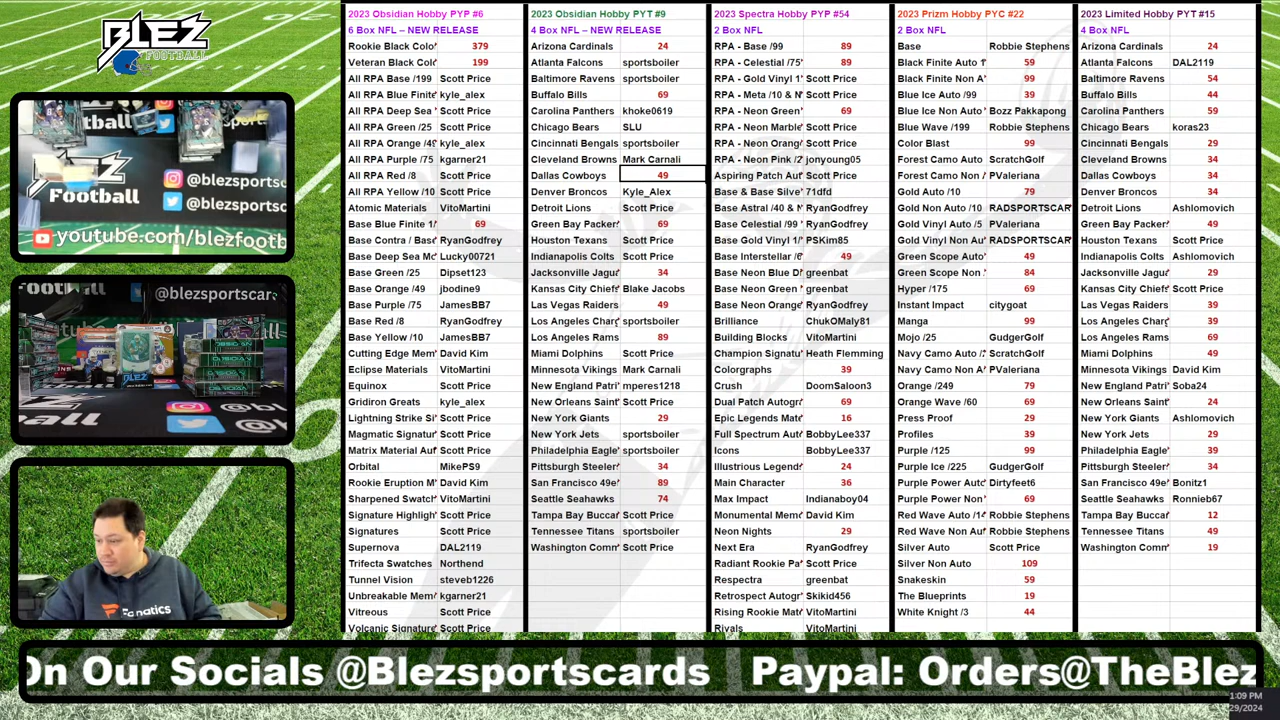 BLEZ
FOOTBALL
Football
@blezsportsc
youtube.com/blezfootb
@blezsportscar
OBSIDIAN
BLEZ
Fanatics
2023 Obsidian Hobby PYP #6
6 Box NFL – NEW RELEASE
Rookie Black Colo 379
Veteran Black Col 199
All RPA Base /199 Scott Price
All RPA Blue Finite kyle_alex
All RPA Deep Sea Scott Price
All RPA Green /25 Scott Price
All RPA Orange /49 kyle_alex
All RPA Purple /75 kgarner21
All RPA Red /8 Scott Price
All RPA Yellow /10 Scott Price
Atomic Materials VitoMartini
Base Blue Finite 1/ 69
Base Contra / Base RyanGodfrey
Base Deep Sea Mo Lucky00721
Base Green /25 Dipset123
Base Orange /49 jbodine9
Base Purple /75 JamesBB7
Base Red /8 RyanGodfrey
Base Yellow /10 JamesBB7
Cutting Edge Mem David Kim
Eclipse Materials VitoMartini
Equinox Scott Price
Gridiron Greats kyle_alex
Lightning Strike Si Scott Price
Magmatic Signatur Scott Price
Matrix Material Aut Scott Price
Orbital MikePS9
Rookie Eruption M David Kim
Sharpened Swatch VitoMartini
Signature Highligh Scott Price
Signatures Scott Price
Supernova DAL2119
Trifecta Swatches Northend
Tunnel Vision steveb1226
Unbreakable Mem kgarner21
Vitreous Scott Price
Volcanic Signature Scott Price
2023 Obsidian Hobby PYT #9
4 Box NFL – NEW RELEASE
Arizona Cardinals 24
Atlanta Falcons sportsboiler
Baltimore Ravens sportsboiler
Buffalo Bills 69
Carolina Panthers khoke0619
Chicago Bears SLU
Cincinnati Bengals sportsboiler
Cleveland Browns Mark Carnali
Dallas Cowboys 49
Denver Broncos Kyle_Alex
Detroit Lions Scott Price
Green Bay Packer 69
Houston Texans Scott Price
Indianapolis Colts Scott Price
Jacksonville Jagu 34
Kansas City Chiefs Blake Jacobs
Las Vegas Raiders 49
Los Angeles Charg sportsboiler
Los Angeles Rams 89
Miami Dolphins Scott Price
Minnesota Vikings Mark Carnali
New England Patri mperes1218
New Orleans Saint Scott Price
New York Giants 29
New York Jets sportsboiler
Philadelphia Eagle sportsboiler
Pittsburgh Steeler 34
San Francisco 49e 89
Seattle Seahawks 74
Tampa Bay Buccar Scott Price
Tennessee Titans sportsboiler
Washington Comm Scott Price
2023 Spectra Hobby PYP #54
2 Box NFL
RPA - Base /99 89
RPA - Celestial /75 89
RPA - Gold Vinyl 1 Scott Price
RPA - Meta /10 & N Scott Price
RPA - Neon Green 69
RPA - Neon Marble Scott Price
RPA - Neon Orang Scott Price
RPA - Neon Pink /2 jonyoung05
Aspiring Patch Aut Scott Price
Base & Base Silve 71dfd
Base Astral /40 & N RyanGodfrey
Base Celestial /99 RyanGodfrey
Base Gold Vinyl 1/ PSKim85
Base Interstellar /6 49
Base Neon Blue D greenbat
Base Neon Green greenbat
Base Neon Orange RyanGodfrey
Brilliance ChukOMaly81
Building Blocks VitoMartini
Champion Signatu Heath Flemming
Colorgraphs 39
Crush DoomSaloon3
Dual Patch Autogr 69
Epic Legends Mat 16
Full Spectrum Aut BobbyLee337
Icons BobbyLee337
Illustrious Legend 24
Main Character 36
Max Impact Indianaboy04
Monumental Mem David Kim
Neon Nights 29
Next Era RyanGodfrey
Radiant Rookie Pa Scott Price
Respectra greenbat
Retrospect Autogr Skikid456
Rising Rookie Mat VitoMartini
Rivals VitoMartini
2023 Prizm Hobby PYC #22
2 Box NFL
Base Robbie Stephens
Black Finite Auto 1 59
Black Finite Non A 99
Blue Ice Auto /99 39
Blue Ice Non Auto Bozz Pakkapong
Blue Wave /199 Robbie Stephens
Color Blast 99
Forest Camo Auto ScratchGolf
Forest Camo Non / PValeriana
Gold Auto /10 79
Gold Non Auto /10 RADSPORTSCAR
Gold Vinyl Auto /5 PValeriana
Gold Vinyl Non Au RADSPORTSCAR
Green Scope Auto 49
Green Scope Non 84
Hyper /175 69
Instant Impact citygoat
Manga 99
Mojo /25 GudgerGolf
Navy Camo Auto /2 ScratchGolf
Navy Camo Non A PValeriana
Orange /249 79
Orange Wave /60 69
Press Proof 29
Profiles 39
Purple /125 99
Purple Ice /225 GudgerGolf
Purple Power Auto Dirtyfeet6
Purple Power Non 69
Red Wave Auto /14 Robbie Stephens
Red Wave Non Aut Robbie Stephens
Silver Auto Scott Price
Silver Non Auto 109
Snakeskin 59
The Blueprints 19
White Knight /3 44
2023 Limited Hobby PYT #15
4 Box NFL
Arizona Cardinals 24
Atlanta Falcons DAL2119
Baltimore Ravens 54
Buffalo Bills 44
Carolina Panthers 59
Chicago Bears koras23
Cincinnati Bengals 29
Cleveland Browns 34
Dallas Cowboys 34
Denver Broncos 34
Detroit Lions Ashlomovich
Green Bay Packer 49
Houston Texans Scott Price
Indianapolis Colts Ashlomovich
Jacksonville Jagu 29
Kansas City Chiefs Scott Price
Las Vegas Raiders 39
Los Angeles Charg 39
Los Angeles Rams 69
Miami Dolphins 49
Minnesota Vikings David Kim
New England Patri Soba24
New Orleans Saint 24
New York Giants Ashlomovich
New York Jets 29
Philadelphia Eagle 39
Pittsburgh Steeler 34
San Francisco 49e Bonitz1
Seattle Seahawks Ronnieb67
Tampa Bay Buccar 12
Tennessee Titans 49
Washington Comm 19
On Our Socials @Blezsportscards Paypal: Orders@TheBlez
1:09 PM
29/2024